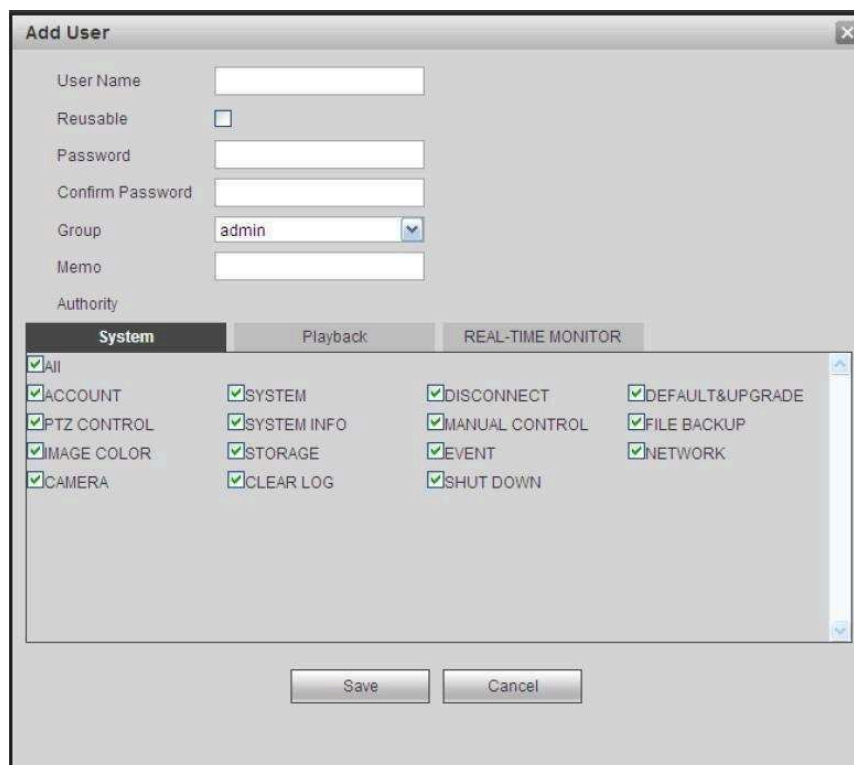 Add User
User Name
Reusable
Password
Confirm Password
Group admin
Memo
Authority
System Playback REAL-TIME MONITOR
All
ACCOUNT SYSTEM DISCONNECT DEFAULT&UPGRADE
PTZ CONTROL SYSTEM INFO MANUAL CONTROL FILE BACKUP
IMAGE COLOR STORAGE EVENT NETWORK
CAMERA CLEAR LOG SHUT DOWN
Save Cancel